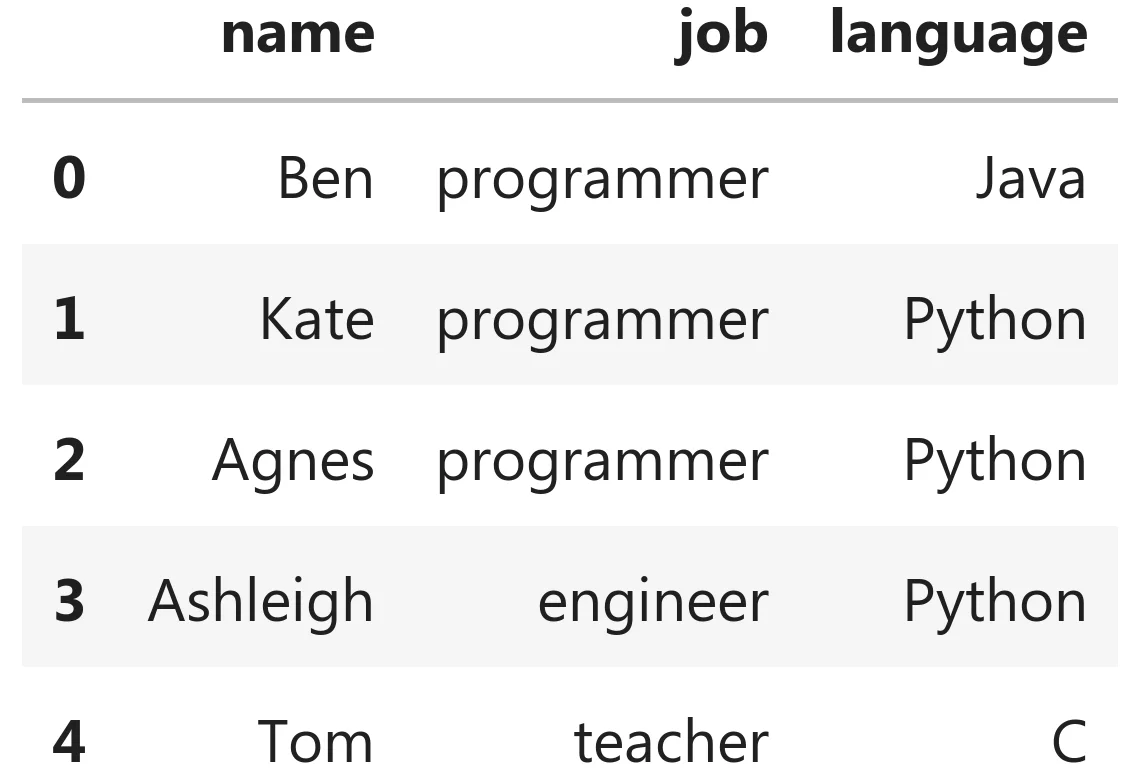 name job language
0 Ben programmer Java
1 Kate programmer Python
2 Agnes programmer Python
3 Ashleigh engineer Python
4 Tom teacher C